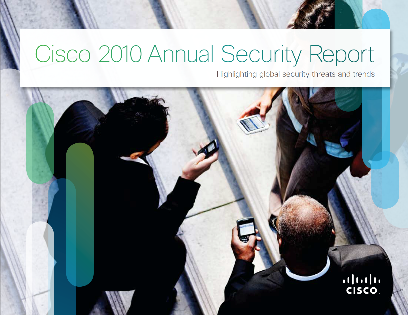 Cisco 2010 Annual Security Report
Highlighting global security threats and trends
CISCO